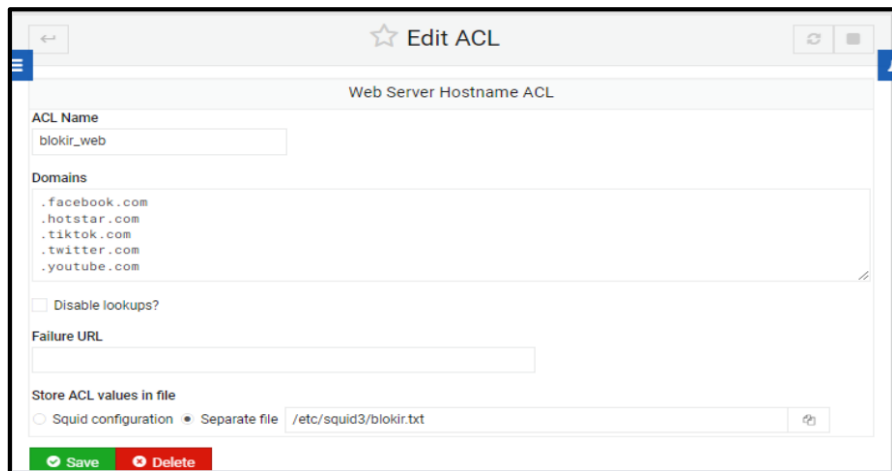 Edit ACL
Web Server Hostname ACL
ACL Name
blokir_web
Domains
.facebook.com
.hotstar.com
.tiktok.com
.twitter.com
.youtube.com
Disable lookups?
Failure URL
Store ACL values in file
Squid configuration Separate file /etc/squid3/blokir.txt
Save Delete